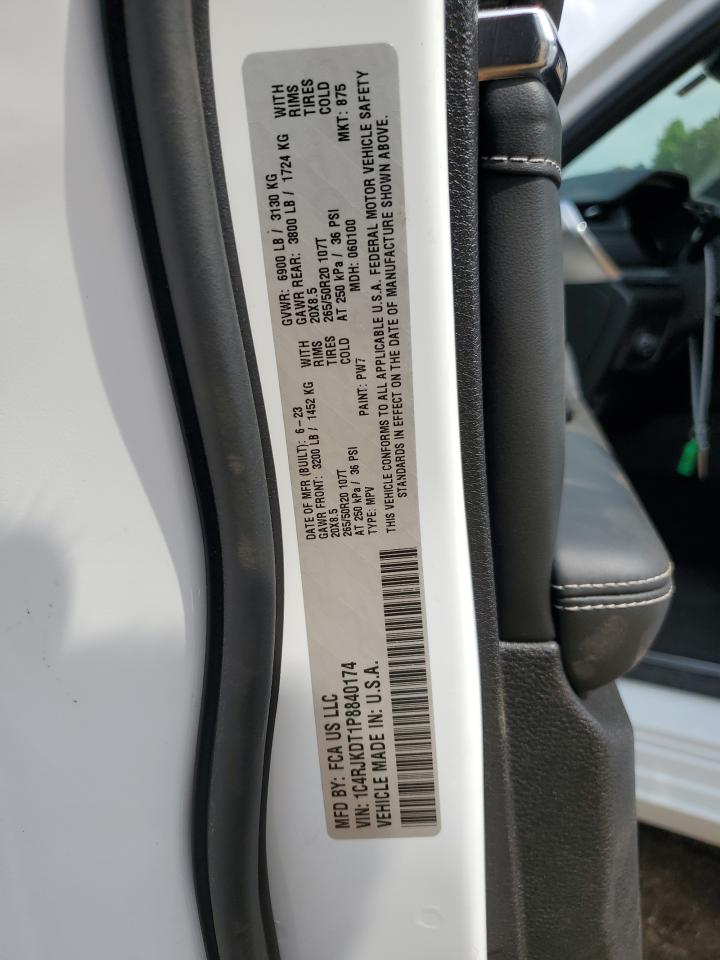 MFD BY: FCA US LLC
VIN: 1C4RJKDT1P8840174
VEHICLE MADE IN: U.S.A.
DATE OF MFR (BUILT): 6-23
GAWR FRONT: 3200 LB / 1452 KG WITH
20X8.5 RIMS
265/50R20 107T TIRES
AT 250 kPa / 36 PSI COLD
TYPE: MPV PAINT: PW7
GVWR: 6900 LB / 3130 KG
GAWR REAR: 3800 LB / 1724 KG WITH
20X8.5 RIMS
265/50R20 107T TIRES
AT 250 kPa / 36 PSI COLD
MDH: 060100 MKT: 875
THIS VEHICLE CONFORMS TO ALL APPLICABLE U.S.A. FEDERAL MOTOR VEHICLE SAFETY
STANDARDS IN EFFECT ON THE DATE OF MANUFACTURE SHOWN ABOVE.